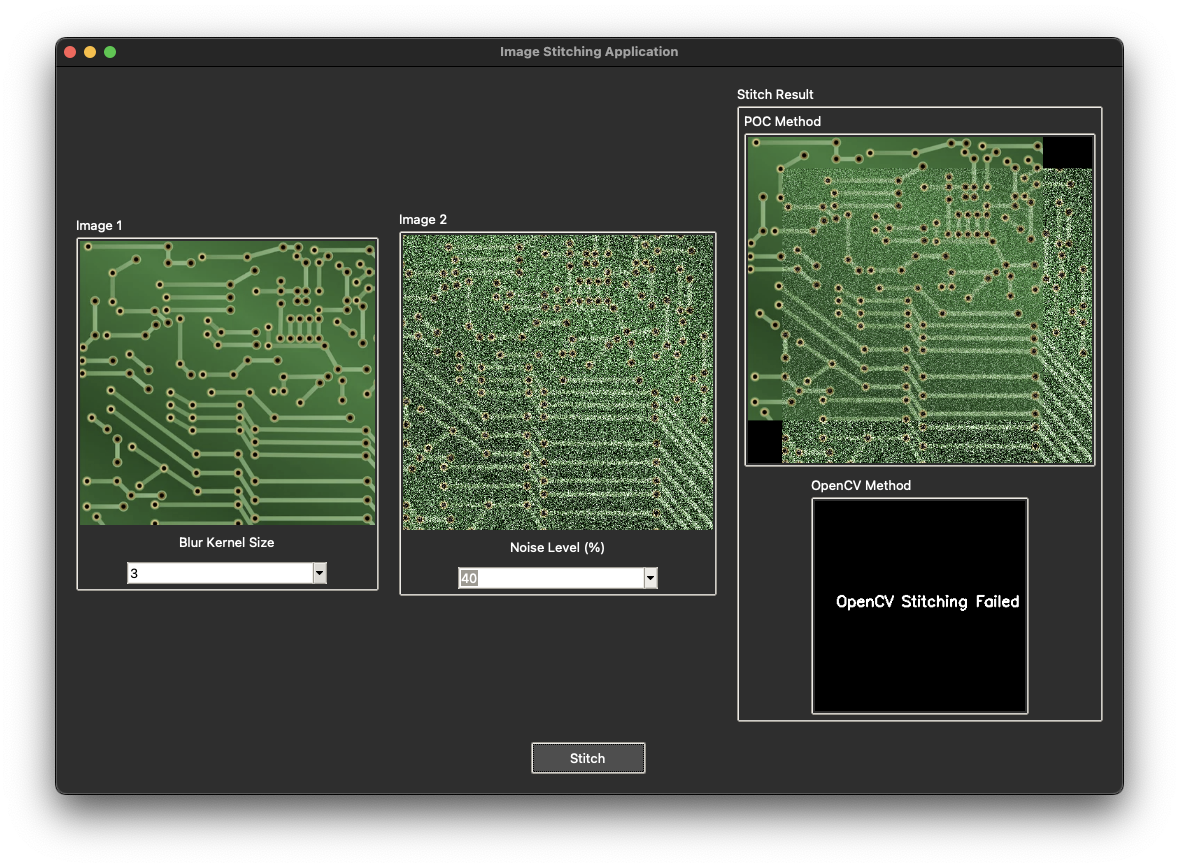 Image Stitching Application
Stitch Result
POC Method
Image 1
Image 2
Blur Kernel Size
3
Noise Level (%)
40
OpenCV Method
OpenCV Stitching Failed
Stitch